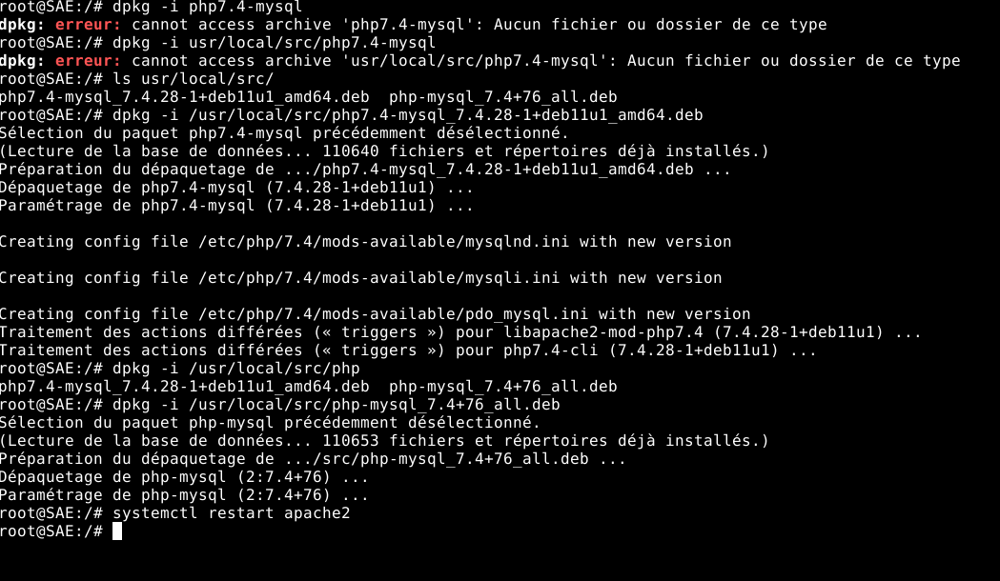 root@SAE:/# dpkg -i php7.4-mysql
dpkg: erreur: cannot access archive 'php7.4-mysql': Aucun fichier ou dossier de ce type
root@SAE:/# dpkg -i usr/local/src/php7.4-mysql
dpkg: erreur: cannot access archive 'usr/local/src/php7.4-mysql': Aucun fichier ou dossier de ce type
root@SAE:/# ls usr/local/src/
php7.4-mysql_7.4.28-1+deb11u1_amd64.deb  php-mysql_7.4+76_all.deb
root@SAE:/# dpkg -i /usr/local/src/php7.4-mysql_7.4.28-1+deb11u1_amd64.deb
Sélection du paquet php7.4-mysql précédemment désélectionné.
(Lecture de la base de données... 110640 fichiers et répertoires déjà installés.)
Préparation du dépaquetage de .../php7.4-mysql_7.4.28-1+deb11u1_amd64.deb ...
Dépaquetage de php7.4-mysql (7.4.28-1+deb11u1) ...
Paramétrage de php7.4-mysql (7.4.28-1+deb11u1) ...
Creating config file /etc/php/7.4/mods-available/mysqlnd.ini with new version
Creating config file /etc/php/7.4/mods-available/mysqli.ini with new version
Creating config file /etc/php/7.4/mods-available/pdo_mysql.ini with new version
Traitement des actions différées (« triggers ») pour libapache2-mod-php7.4 (7.4.28-1+deb11u1) ...
Traitement des actions différées (« triggers ») pour php7.4-cli (7.4.28-1+deb11u1) ...
root@SAE:/# dpkg -i /usr/local/src/php
php7.4-mysql_7.4.28-1+deb11u1_amd64.deb  php-mysql_7.4+76_all.deb
root@SAE:/# dpkg -i /usr/local/src/php-mysql_7.4+76_all.deb
Sélection du paquet php-mysql précédemment désélectionné.
(Lecture de la base de données... 110653 fichiers et répertoires déjà installés.)
Préparation du dépaquetage de .../src/php-mysql_7.4+76_all.deb ...
Dépaquetage de php-mysql (2:7.4+76) ...
Paramétrage de php-mysql (2:7.4+76) ...
root@SAE:/# systemctl restart apache2
root@SAE:/#